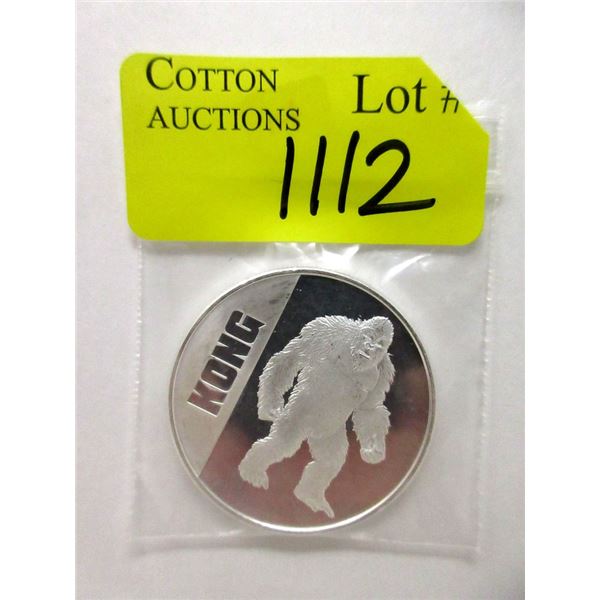 COTTON
AUCTIONS
Lot #
1112
KONG